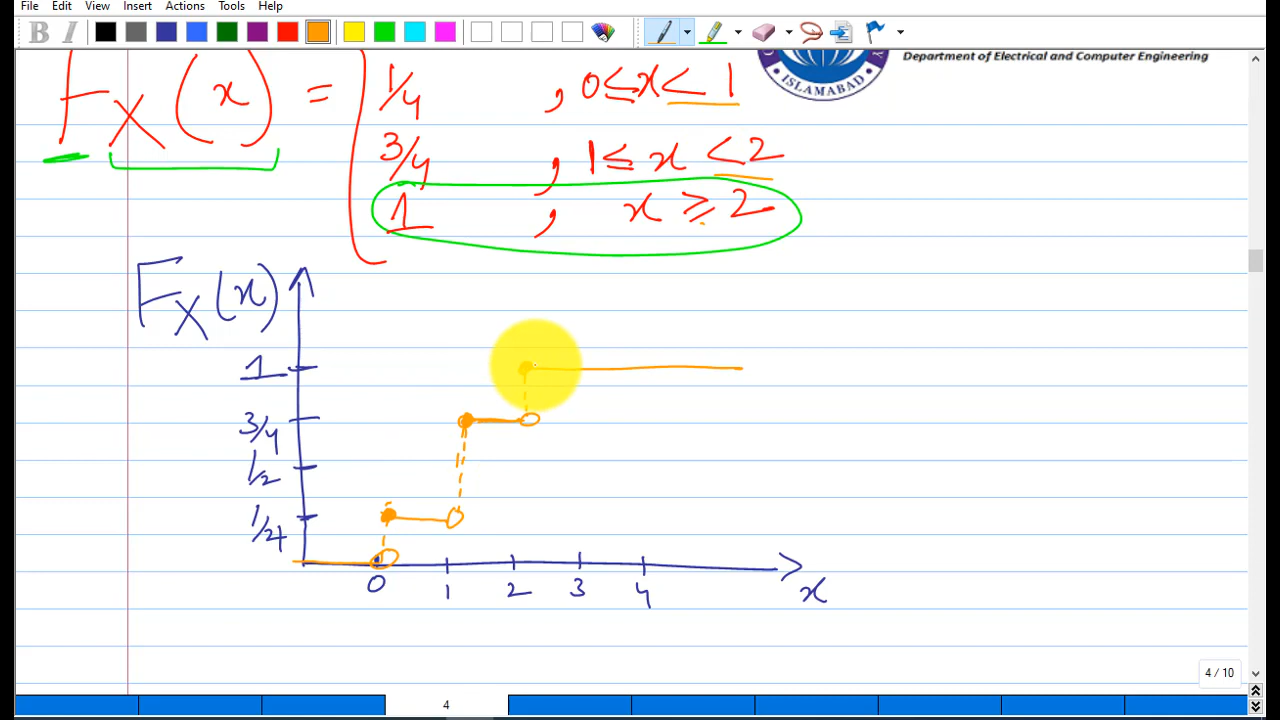 File Edit View Insert Actions Tools Help
B I
Department of Electrical and Computer Engineering
ISLAMABAD
1/4 , 0≤x<1
F_X(x) =
3/4 , 1≤x<2
1 , x≥2
F_X(x)
1
3/4
1/2
1/4
0 1 2 3 4 x
4/10
4